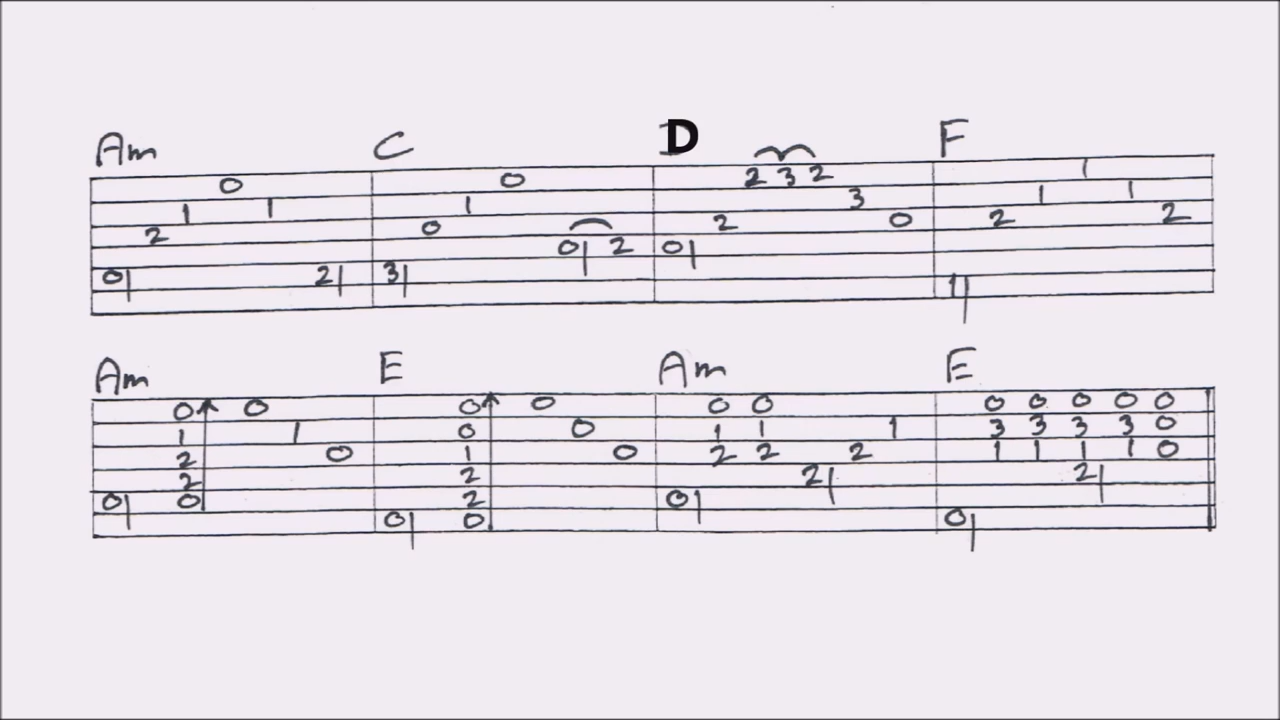 Am C D F
0 0 2 3 2 1
1 1 1 3 1 1
2 0 2 0 2 2
0 2 0
0 2 3
1
Am E Am E
0 0 0 0 0 0 0 0 0 0 0
1 1 0 0 1 1 1 3 3 3 3 0
2 0 1 0 2 2 2 1 1 1 1 0
2 2 2 2
0 0 2 0
0 0 0